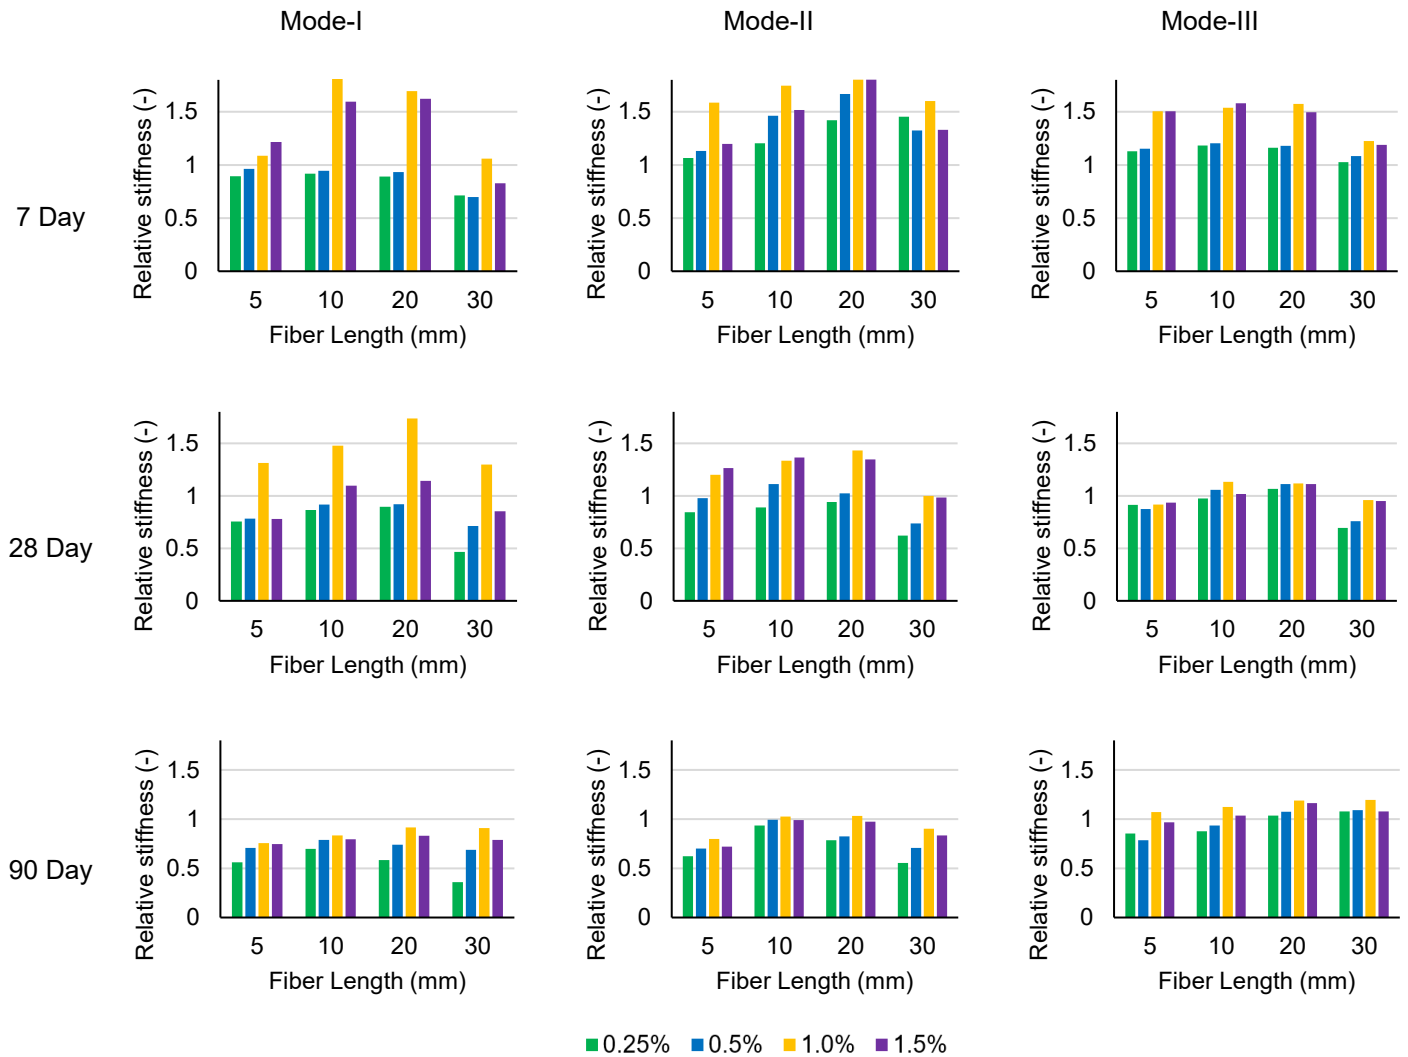 Mode-I
Mode-II
Mode-III
7 Day
Relative stiffness (-)
1.5
1
0.5
0
5 10 20 30
Fiber Length (mm)
Relative stiffness (-)
1.5
1
0.5
0
5 10 20 30
Fiber Length (mm)
Relative stiffness (-)
1.5
1
0.5
0
5 10 20 30
Fiber Length (mm)
28 Day
Relative stiffness (-)
1.5
1
0.5
0
5 10 20 30
Fiber Length (mm)
Relative stiffness (-)
1.5
1
0.5
0
5 10 20 30
Fiber Length (mm)
Relative stiffness (-)
1.5
1
0.5
0
5 10 20 30
Fiber Length (mm)
90 Day
Relative stiffness (-)
1.5
1
0.5
0
5 10 20 30
Fiber Length (mm)
Relative stiffness (-)
1.5
1
0.5
0
5 10 20 30
Fiber Length (mm)
Relative stiffness (-)
1.5
1
0.5
0
5 10 20 30
Fiber Length (mm)
0.25% 0.5% 1.0% 1.5%